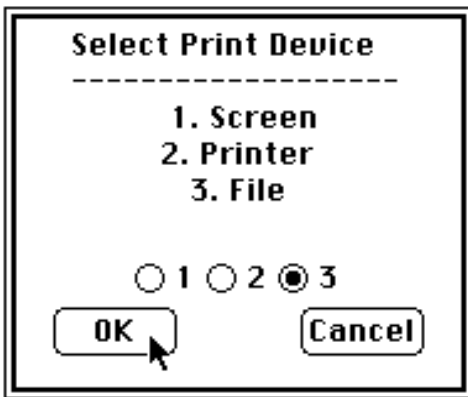 Select Print Device
-------------------
1. Screen
2. Printer
3. File
1 2 3
OK Cancel